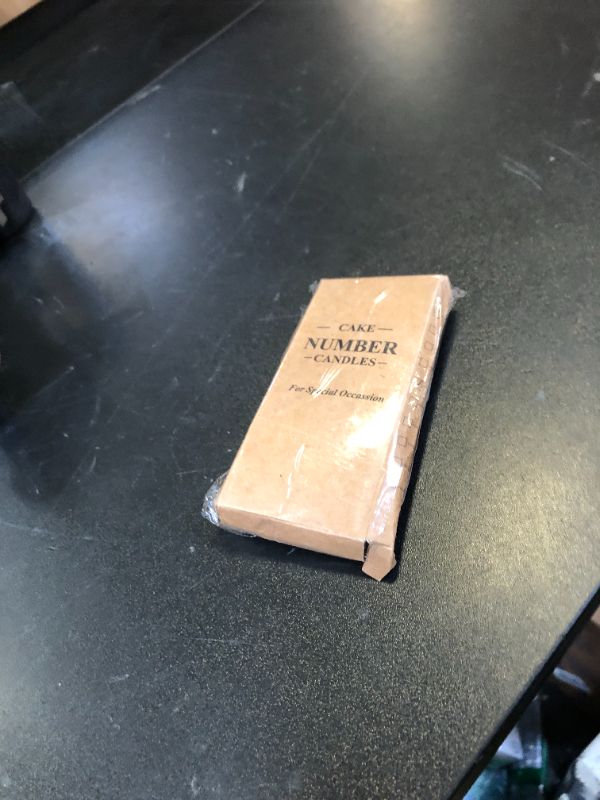 — CAKE —
NUMBER
– CANDLES –
For Special Occassion